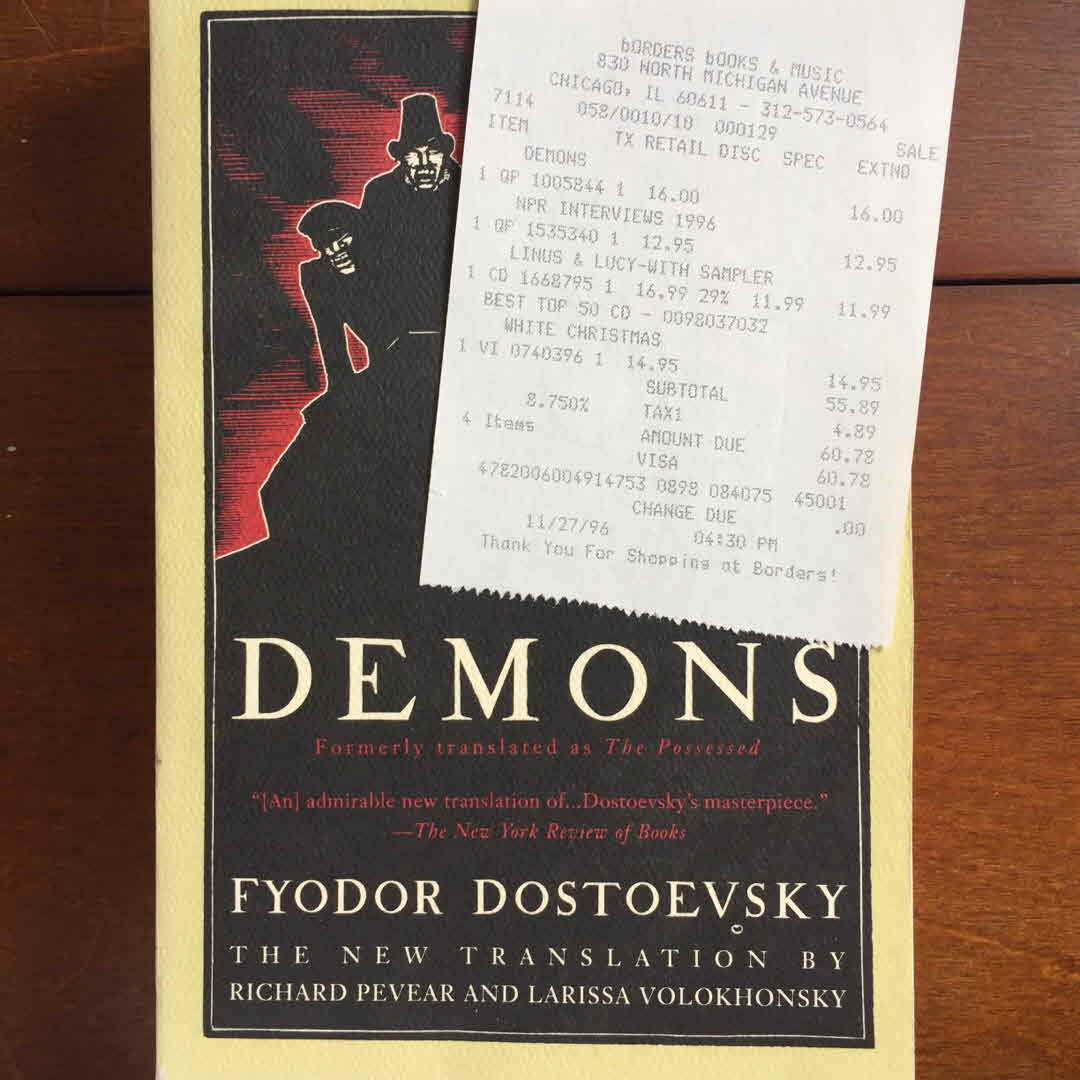 bORDERS bOOKS & MUSIC
830 NORTH MICHIGAN AVENUE
CHICAGO, IL 60611 - 312-573-0564
7114 058/0010/10 000129 SALE
ITEM TX RETAIL DISC SPEC EXTND
DEMONS
1 QP 1005844 1 16.00 16.00
NPR INTERVIEWS 1996
1 QP 1535340 1 12.95 12.95
LINUS & LUCY-WITH SAMPLER
1 CD 1668795 1 16.99 29% 11.99 11.99
BEST TOP 50 CD - 0098037032
WHITE CHRISTMAS
1 VI 0740396 1 14.95 14.95
SUBTOTAL 55.89
8.750% TAX1 4.89
4 Items AMOUNT DUE 60.78
VISA 60.78
4782006004914753 0898 084075 45001
CHANGE DUE .00
11/27/96 04:30 PM
Thank You For Shopping at Borders!
DEMONS
Formerly translated as The Possessed
“[An] admirable new translation of...Dostoevsky's masterpiece.”
—The New York Review of Books
FYODOR DOSTOEVSKY
THE NEW TRANSLATION BY
RICHARD PEVEAR AND LARISSA VOLOKHONSKY